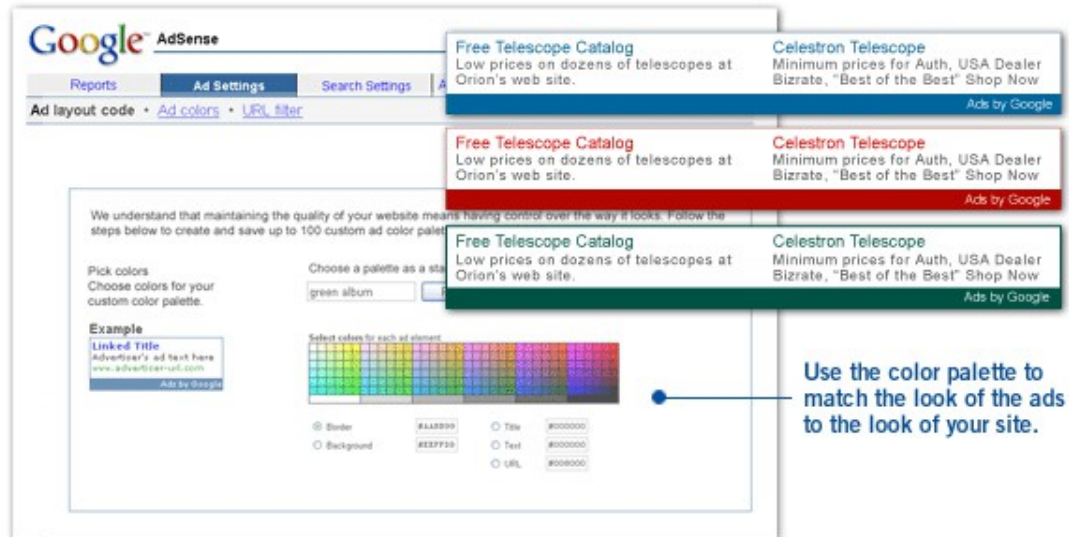 Google AdSense
Reports Ad Settings Search Settings A
Ad layout code • Ad colors • URL filter
We understand that maintaining the quality of your website means having control over the way it looks. Follow the
steps below to create and save up to 100 custom ad color palet
Pick colors
Choose colors for your
custom color palette.
Choose a palette as a sta
green album
Example
Linked Title
Advertiser's ad text here
www.advertiser-url.com
Ads by Google
Select colors for each ad element
Border
Background
Title #000000
Text #000000
URL #008000
Free Telescope Catalog
Low prices on dozens of telescopes at
Orion's web site.
Celestron Telescope
Minimum prices for Auth, USA Dealer
Bizrate, "Best of the Best" Shop Now
Ads by Google
Free Telescope Catalog
Low prices on dozens of telescopes at
Orion's web site.
Celestron Telescope
Minimum prices for Auth, USA Dealer
Bizrate, "Best of the Best" Shop Now
Ads by Google
Free Telescope Catalog
Low prices on dozens of telescopes at
Orion's web site.
Celestron Telescope
Minimum prices for Auth, USA Dealer
Bizrate, "Best of the Best" Shop Now
Ads by Google
Use the color palette to
match the look of the ads
to the look of your site.